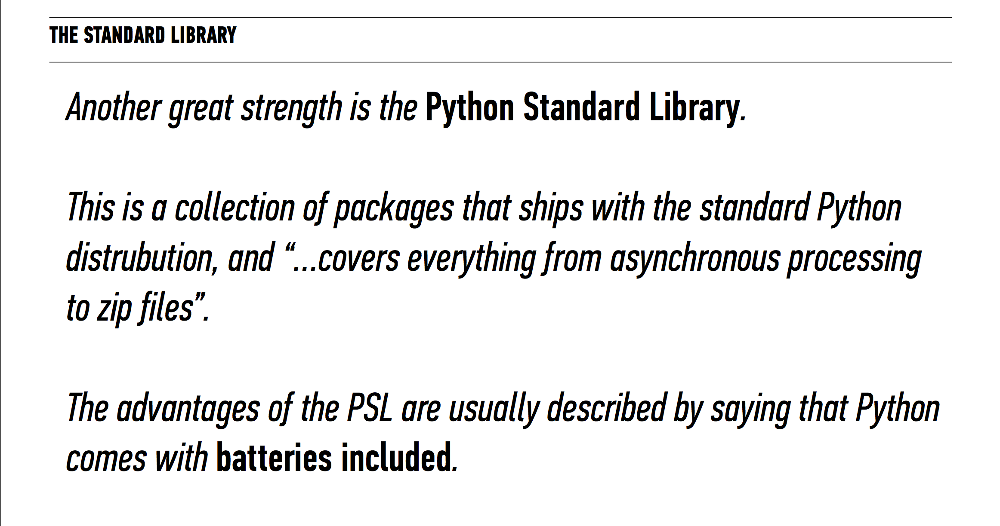 THE STANDARD LIBRARY
Another great strength is the Python Standard Library.
This is a collection of packages that ships with the standard Python
distrubution, and “...covers everything from asynchronous processing
to zip files”.
The advantages of the PSL are usually described by saying that Python
comes with batteries included.